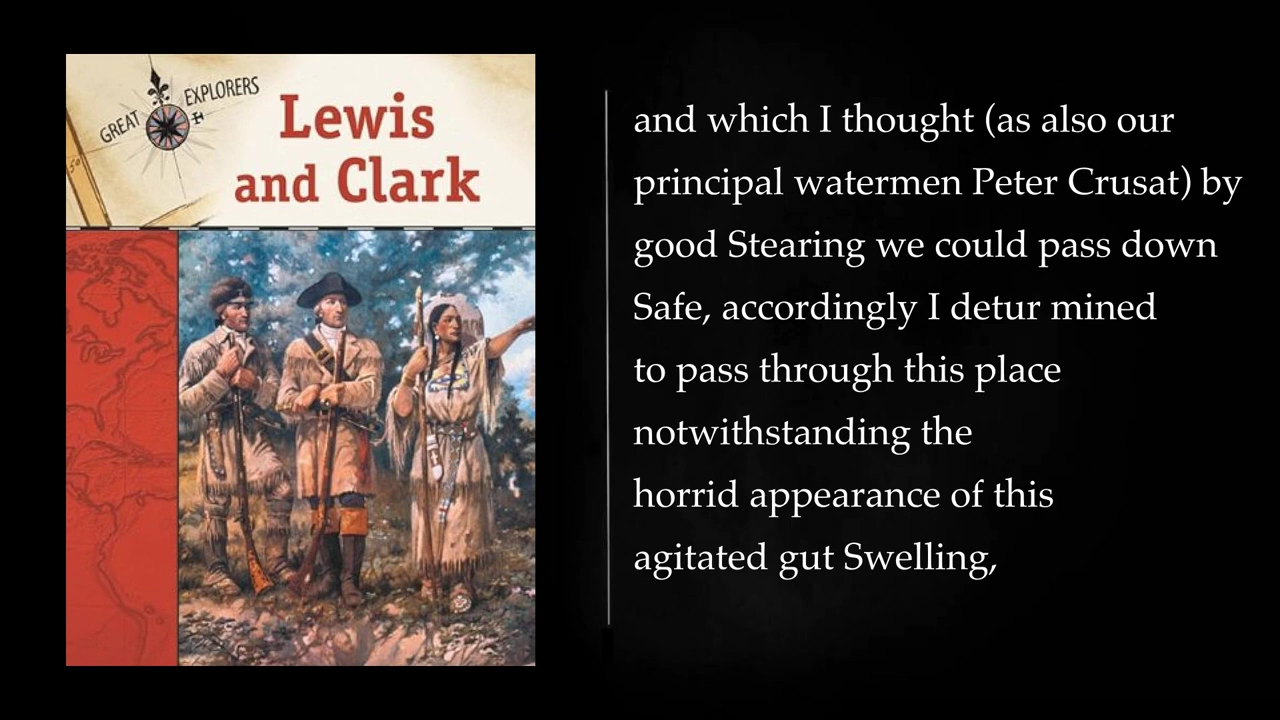 GREAT EXPLORERS
Lewis
and Clark
and which I thought (as also our
principal watermen Peter Crusat) by
good Stearing we could pass down
Safe, accordingly I detur mined
to pass through this place
notwithstanding the
horrid appearance of this
agitated gut Swelling,